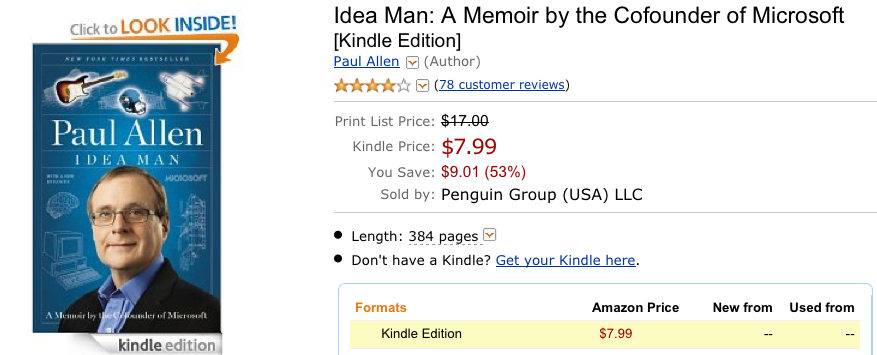 Click to LOOK INSIDE!
NEW YORK TIMES BESTSELLER
Paul Allen
IDEA MAN
WITH A NEW
EPILOGUE
MICROSOFT
A Memoir by the Cofounder of Microsoft
kindle edition
Idea Man: A Memoir by the Cofounder of Microsoft
[Kindle Edition]
Paul Allen (Author)
(78 customer reviews)
Print List Price: $17.00
Kindle Price: $7.99
You Save: $9.01 (53%)
Sold by: Penguin Group (USA) LLC
Length: 384 pages
Don't have a Kindle? Get your Kindle here.
Formats Amazon Price New from Used from
Kindle Edition $7.99 -- --